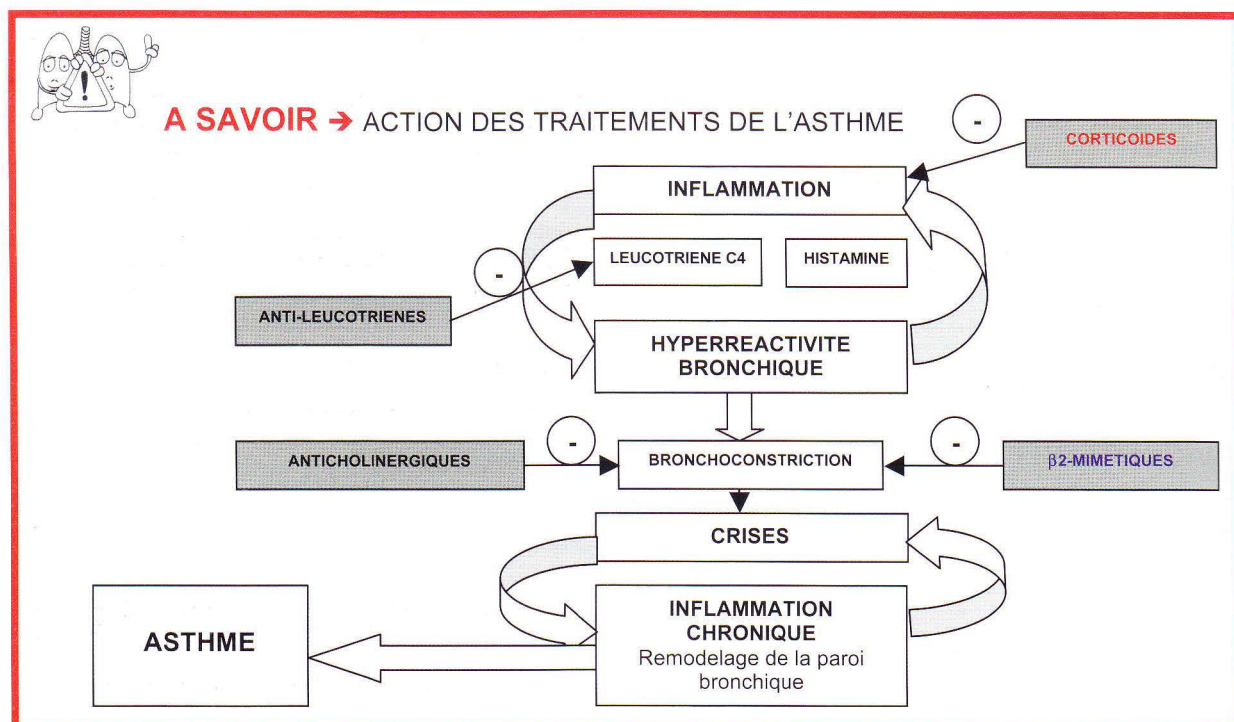 !
A SAVOIR → ACTION DES TRAITEMENTS DE L'ASTHME
-
CORTICOIDES
INFLAMMATION
-
LEUCOTRIENE C4
HISTAMINE
ANTI-LEUCOTRIENES
HYPERREACTIVITE
BRONCHIQUE
-
-
ANTICHOLINERGIQUES
BRONCHOCONSTRICTION
β2-MIMETIQUES
CRISES
ASTHME
INFLAMMATION
CHRONIQUE
Remodelage de la paroi
bronchique